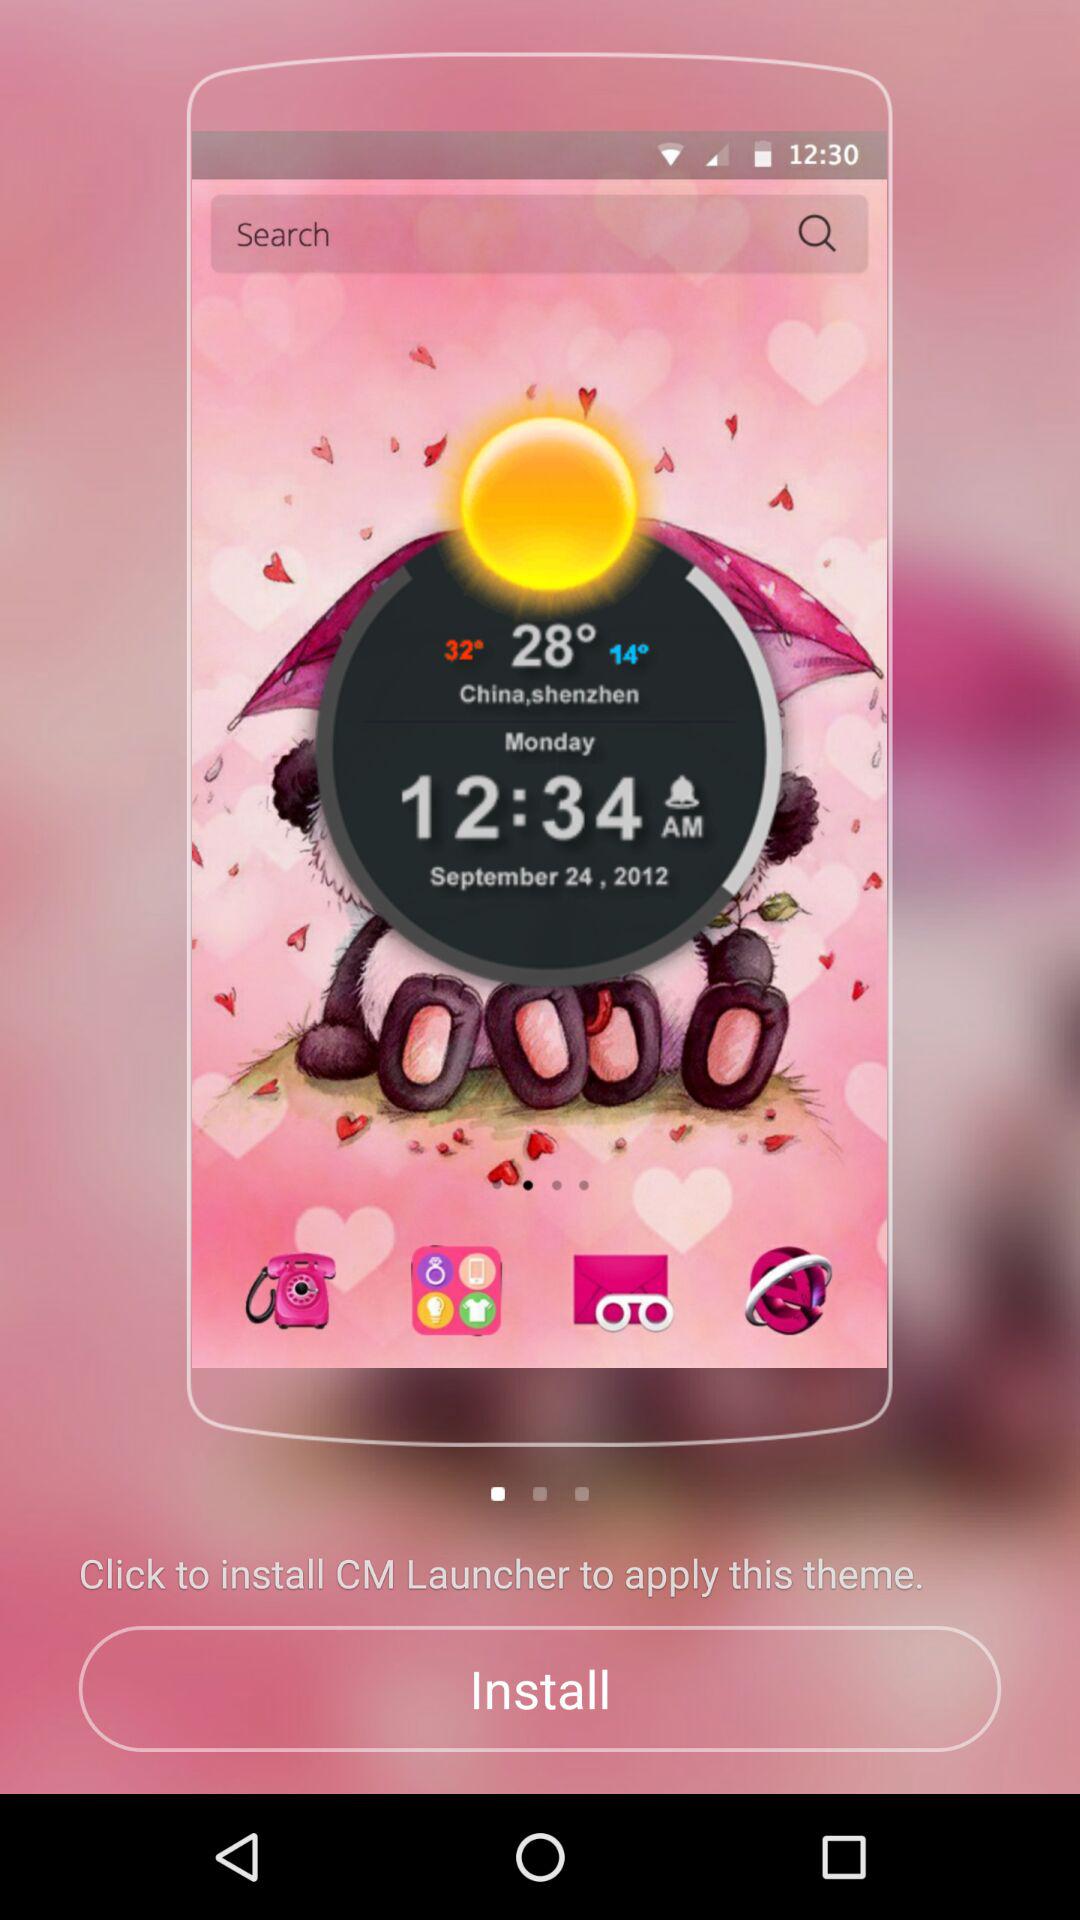 12:30
Search
32° 28° 14°
China,shenzhen
Monday
12:34 AM
September 24 , 2012
Click to install CM Launcher to apply this theme.
Install